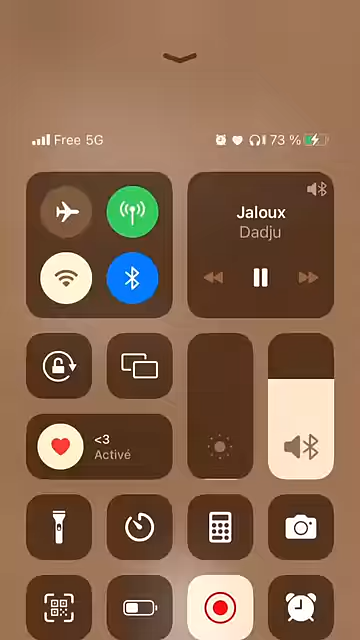 Free 5G
73 %
Jaloux
Dadju
<3
Activé